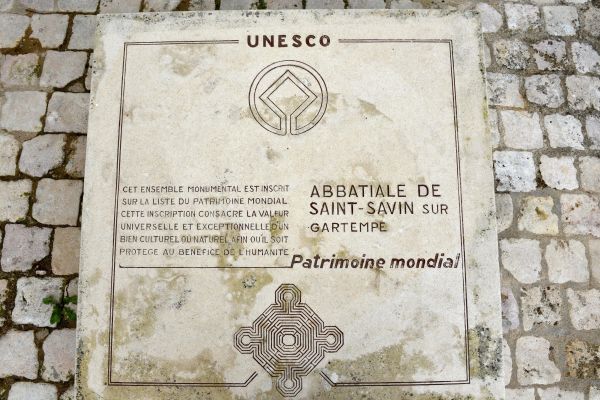 UNESCO
CET ENSEMBLE MONUMENTAL EST INSCRIT
SUR LA LISTE DU PATRIMOINE MONDIAL
CETTE INSCRIPTION CONSACRE LA VALEUR
UNIVERSELLE ET EXCEPTIONNELLE D'UN
BIEN CULTUREL OU NATUREL AFIN QU'IL SOIT
PROTEGE AU BENEFICE DE L'HUMANITE
ABBATIALE DE
SAINT-SAVIN SUR
GARTEMPE
Patrimoine mondial